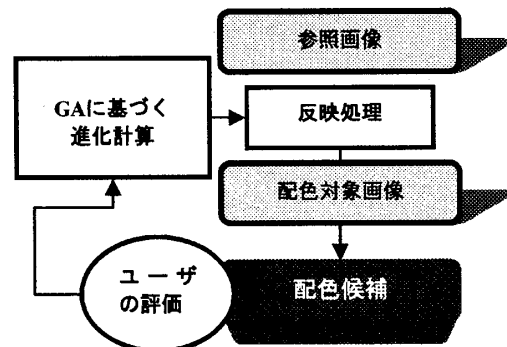 参照画像
GAに基づく
進化計算
反映処理
配色対象画像
ユーザ
の評価
配色候補